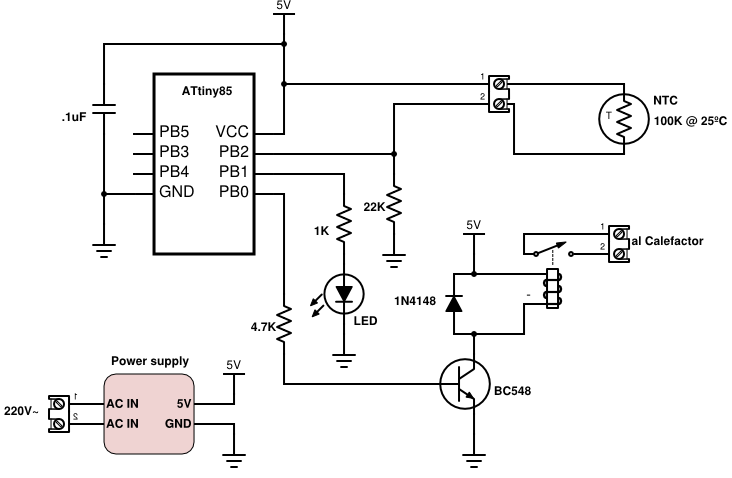 5V
.1uF
ATtiny85
PB5
PB3
PB4
GND
VCC
PB2
PB1
PB0
1
2
T
NTC
100K @ 25ºC
22K
1K
LED
4.7K
5V
1N4148
-
1
2
al Calefactor
BC548
Power supply
220V~
1
2
AC IN
AC IN
5V
GND
5V